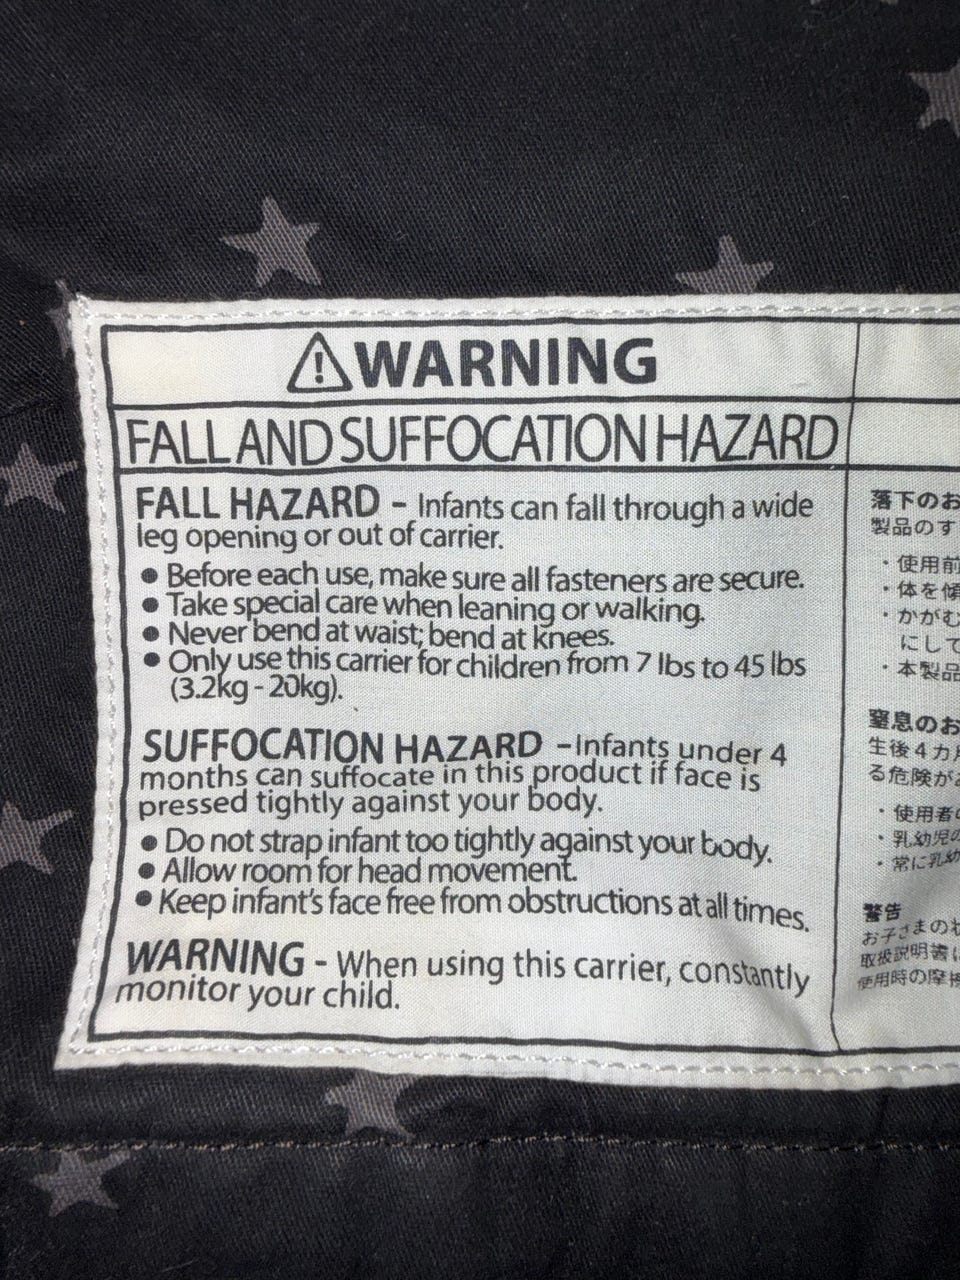 WARNING
FALL AND SUFFOCATION HAZARD
FALL HAZARD – Infants can fall through a wide
leg opening or out of carrier.
● Before each use, make sure all fasteners are secure.
● Take special care when leaning or walking.
● Never bend at waist; bend at knees.
● Only use this carrier for children from 7 lbs to 45 lbs
(3.2kg - 20kg).
SUFFOCATION HAZARD –Infants under 4
months can suffocate in this product if face is
pressed tightly against your body.
● Do not strap infant too tightly against your body.
● Allow room for head movement.
● Keep infant's face free from obstructions at all times.
WARNING - When using this carrier, constantly
monitor your child.
落下のお
製品のす
・使用前
・体を傾
・かがむ
にして
・本製品
窒息のお
生後4カ月
る危険があ
・使用者の
・乳幼児の
・常に乳幼
警告
お子さまの状
取扱説明書に
使用時の摩擦